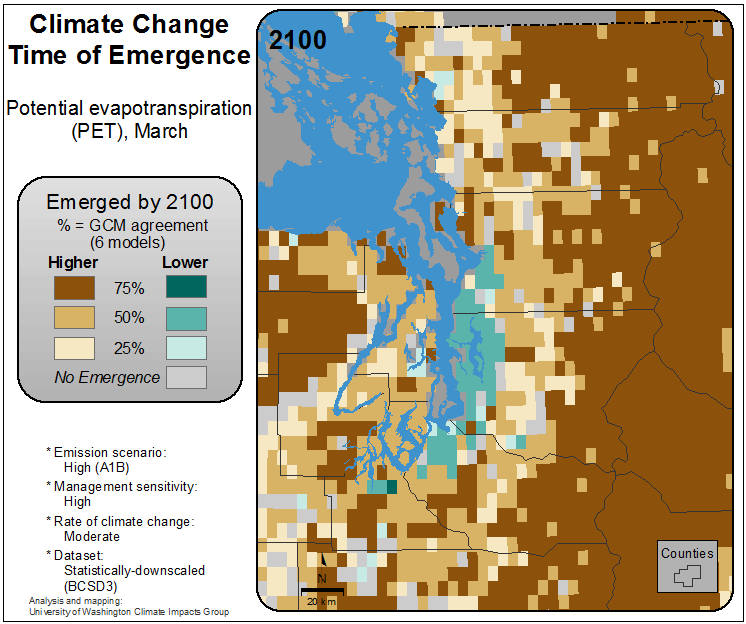 Climate Change
Time of Emergence
Potential evapotranspiration
(PET), March
Emerged by 2100
% = GCM agreement
(6 models)
Higher Lower
75%
50%
25%
No Emergence
* Emission scenario:
High (A1B)
* Management sensitivity:
High
* Rate of climate change:
Moderate
* Dataset:
Statistically-downscaled
(BCSD3)
Analysis and mapping:
University of Washington Climate Impacts Group
2100
N
20 km
Counties